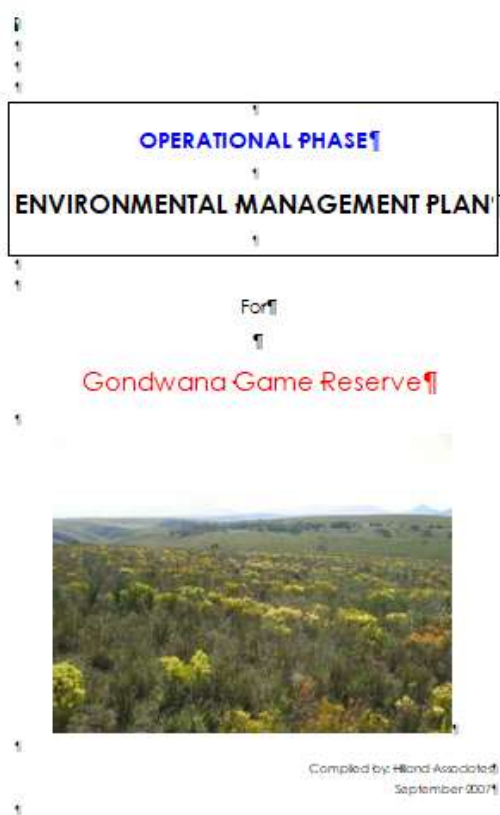 OPERATIONAL PHASE¶
ENVIRONMENTAL MANAGEMENT PLAN
For¶
¶
Gondwana Game Reserve¶
Compiled by: Hilland Associates¶
September 2007¶